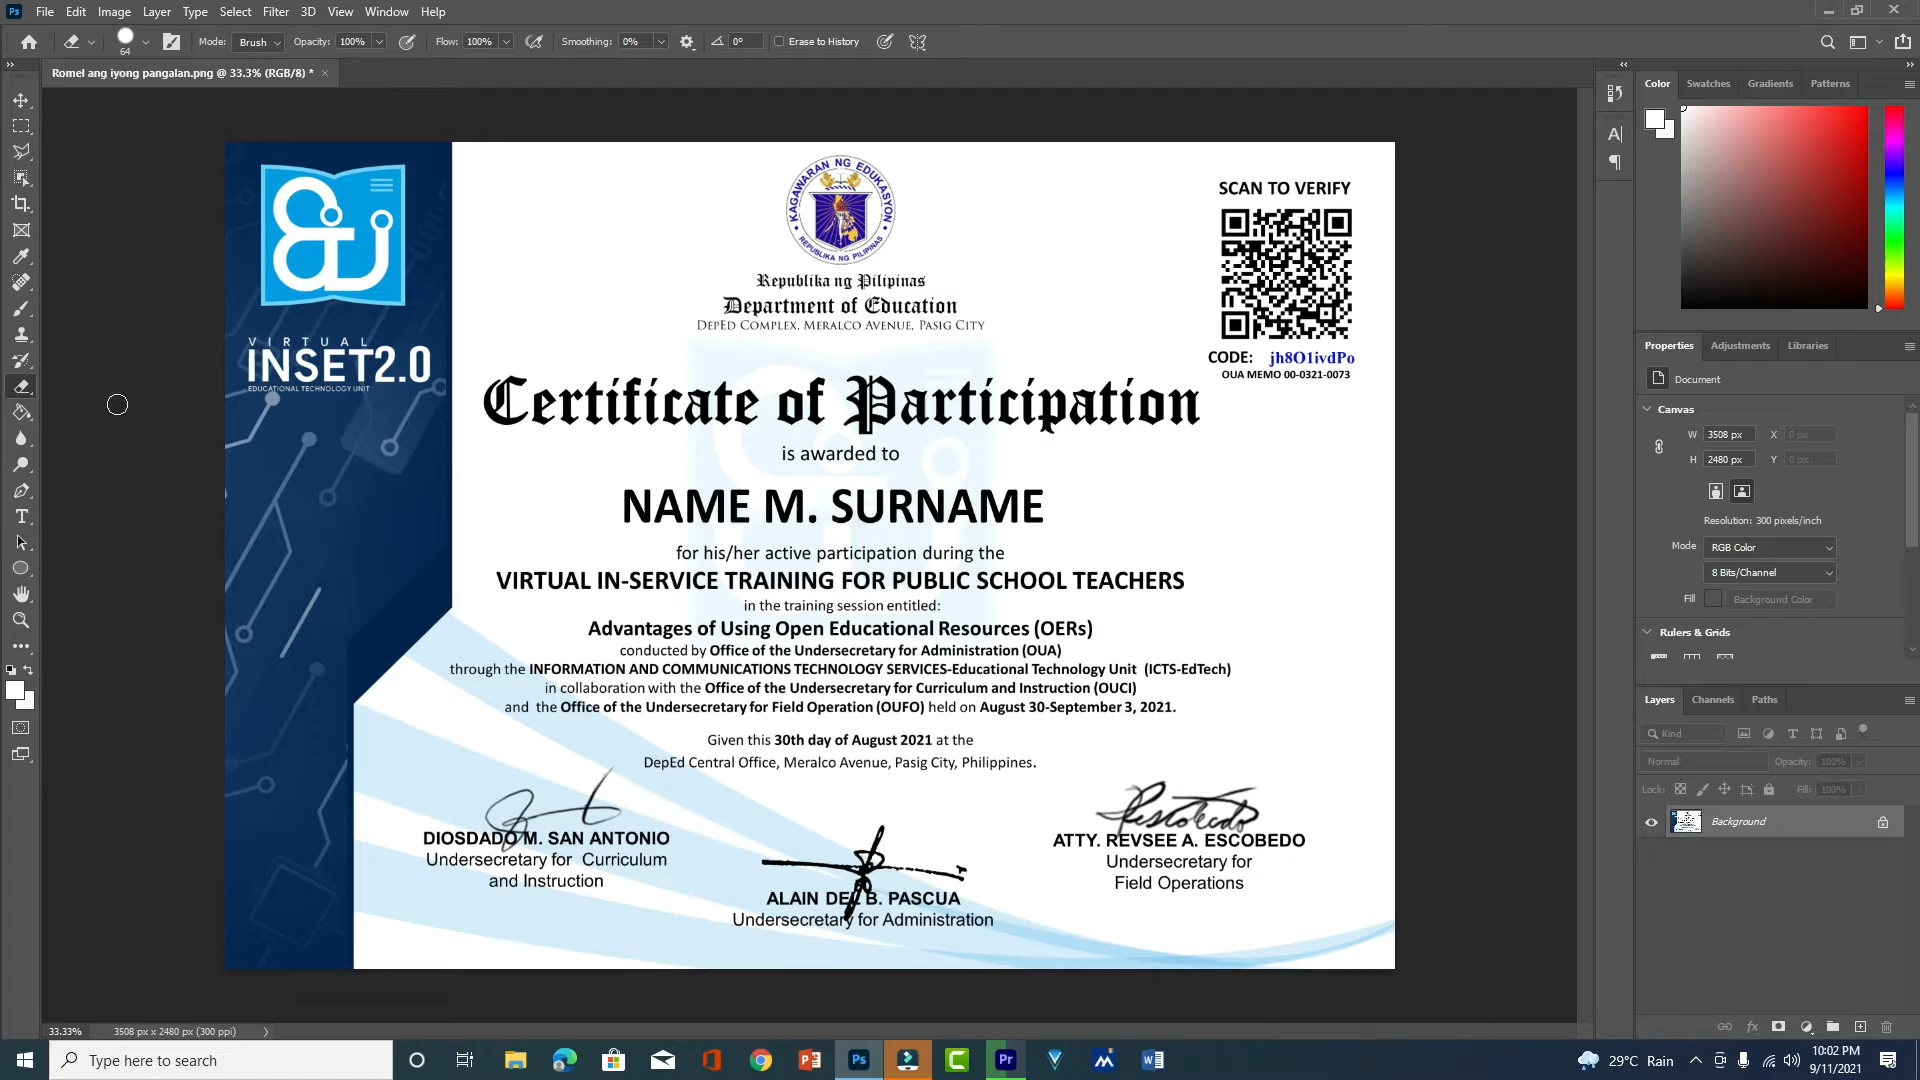 Ps File Edit Image Layer Type Select Filter 3D View Window Help
64 Mode: Brush Opacity: 100% Flow: 100% Smoothing: 0% 0° Erase to History
Romel ang iyong pangalan.png @ 33.3% (RGB/8) *
VIRTUAL
INSET2.0
EDUCATIONAL TECHNOLOGY UNIT
KAGAWARAN NG EDUKASYON
REPUBLIKA NG PILIPINAS
Republika ng Pilipinas
Department of Education
DEPED COMPLEX, MERALCO AVENUE, PASIG CITY
SCAN TO VERIFY
CODE: jh8O1ivdPo
OUA MEMO 00-0321-0073
Certificate of Participation
is awarded to
NAME M. SURNAME
for his/her active participation during the
VIRTUAL IN-SERVICE TRAINING FOR PUBLIC SCHOOL TEACHERS
in the training session entitled:
Advantages of Using Open Educational Resources (OERs)
conducted by Office of the Undersecretary for Administration (OUA)
through the INFORMATION AND COMMUNICATIONS TECHNOLOGY SERVICES-Educational Technology Unit (ICTS-EdTech)
in collaboration with the Office of the Undersecretary for Curriculum and Instruction (OUCI)
and the Office of the Undersecretary for Field Operation (OUFO) held on August 30-September 3, 2021.
Given this 30th day of August 2021 at the
DepEd Central Office, Meralco Avenue, Pasig City, Philippines.
DIOSDADO M. SAN ANTONIO
Undersecretary for Curriculum
and Instruction
ALAIN DEL B. PASCUA
Undersecretary for Administration
ATTY. REVSEE A. ESCOBEDO
Undersecretary for
Field Operations
Color Swatches Gradients Patterns
Properties Adjustments Libraries
Document
Canvas
W 3508 px X 0 px
H 2480 px Y 0 px
Resolution: 300 pixels/inch
Mode RGB Color
8 Bits/Channel
Fill Background Color
Rulers & Grids
Layers Channels Paths
Kind
Normal Opacity: 100%
Lock: Fill: 100%
Background
33.33% 3508 px x 2480 px (300 ppi)
Type here to search
29°C Rain
10:02 PM
9/11/2021